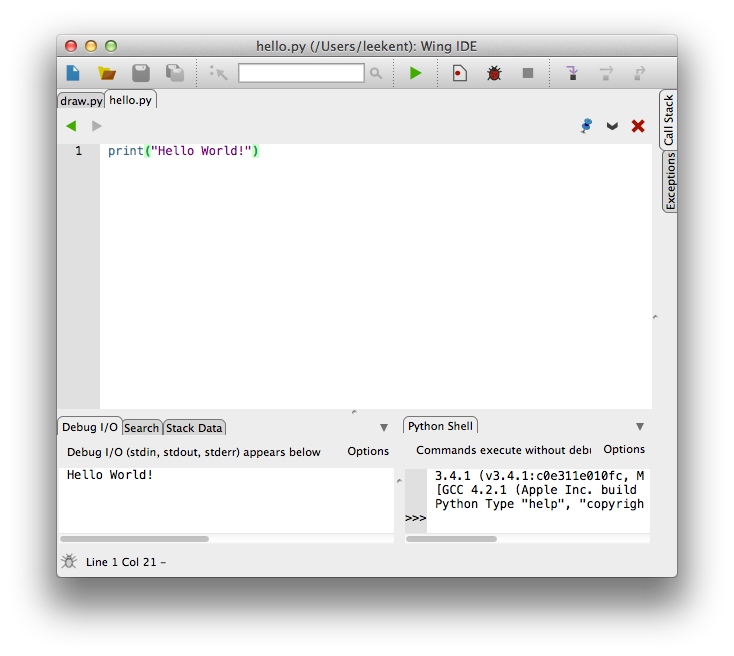 hello.py (/Users/leekent): Wing IDE
draw.py hello.py
Call Stack
Exceptions
1 print("Hello World!")
Debug I/O Search Stack Data
Debug I/O (stdin, stdout, stderr) appears below Options
Hello World!
Python Shell
Commands execute without debu Options
3.4.1 (v3.4.1:c0e311e010fc, M
[GCC 4.2.1 (Apple Inc. build
Python Type "help", "copyrigh
>>>
Line 1 Col 21 –